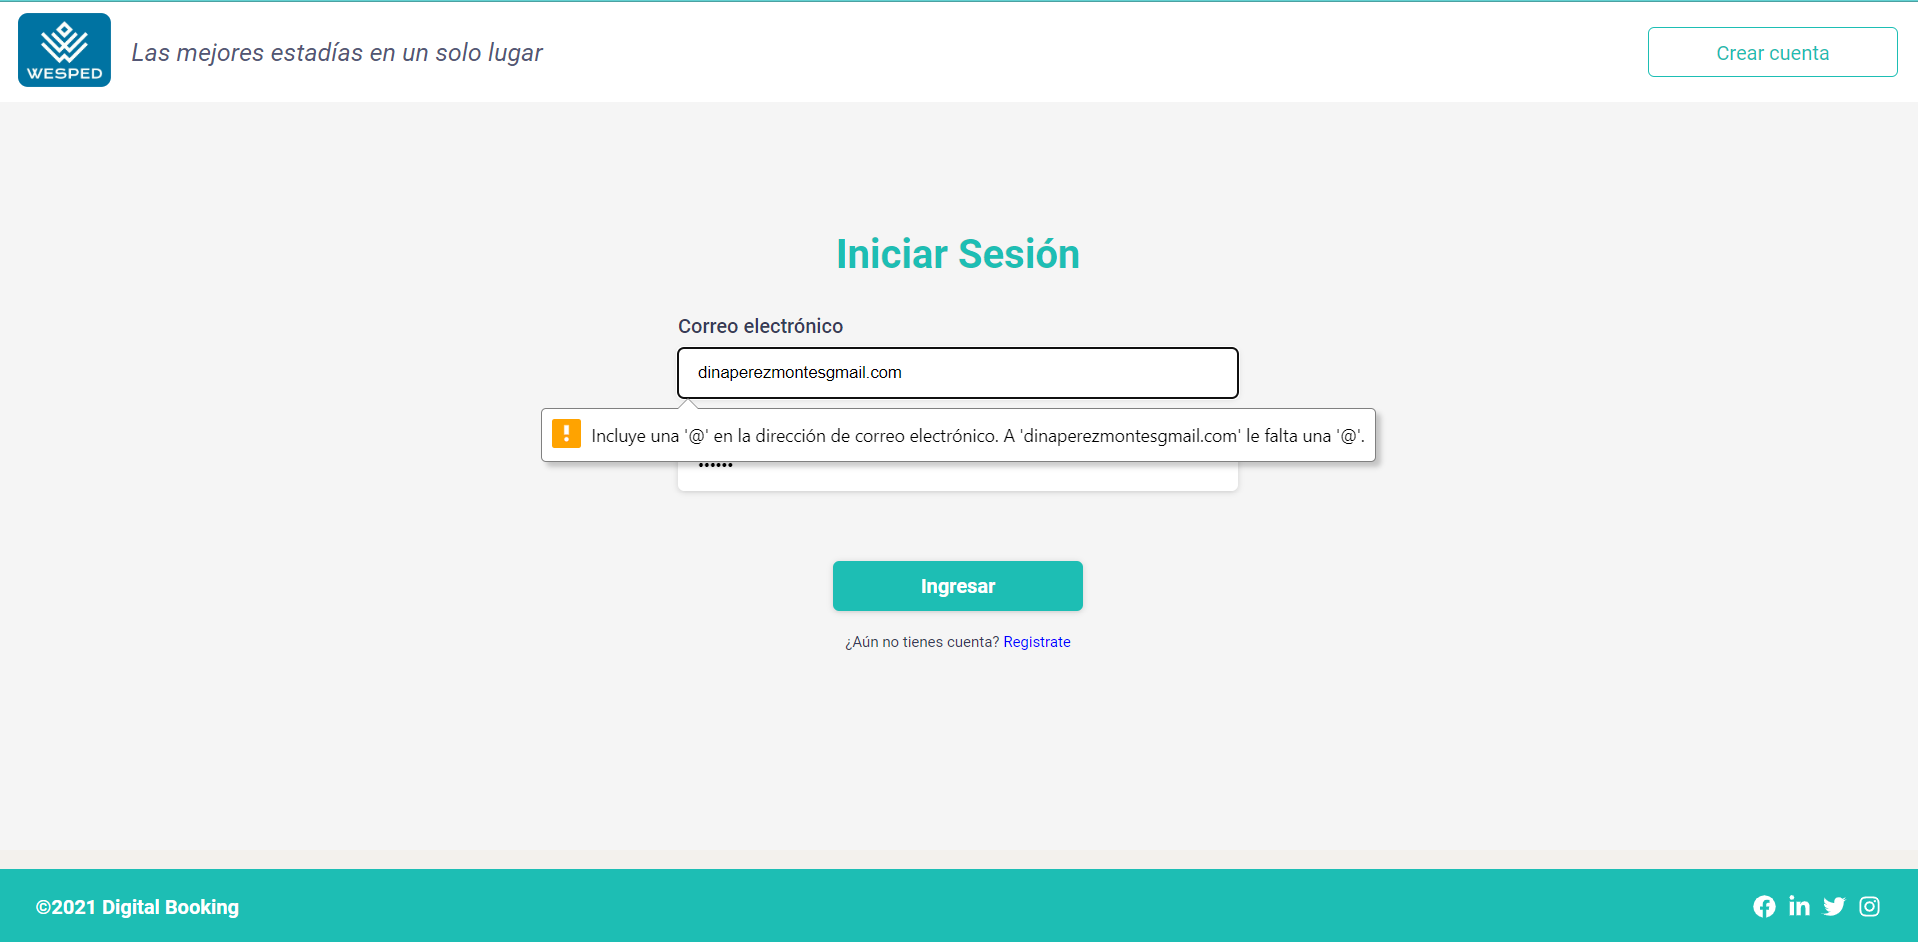 WESPED
Las mejores estadías en un solo lugar
Crear cuenta
Iniciar Sesión
Correo electrónico
dinaperezmontesgmail.com
Incluye una '@' en la dirección de correo electrónico. A 'dinaperezmontesgmail.com' le falta una '@'.
••••••
Ingresar
¿Aún no tienes cuenta? Registrate
©2021 Digital Booking